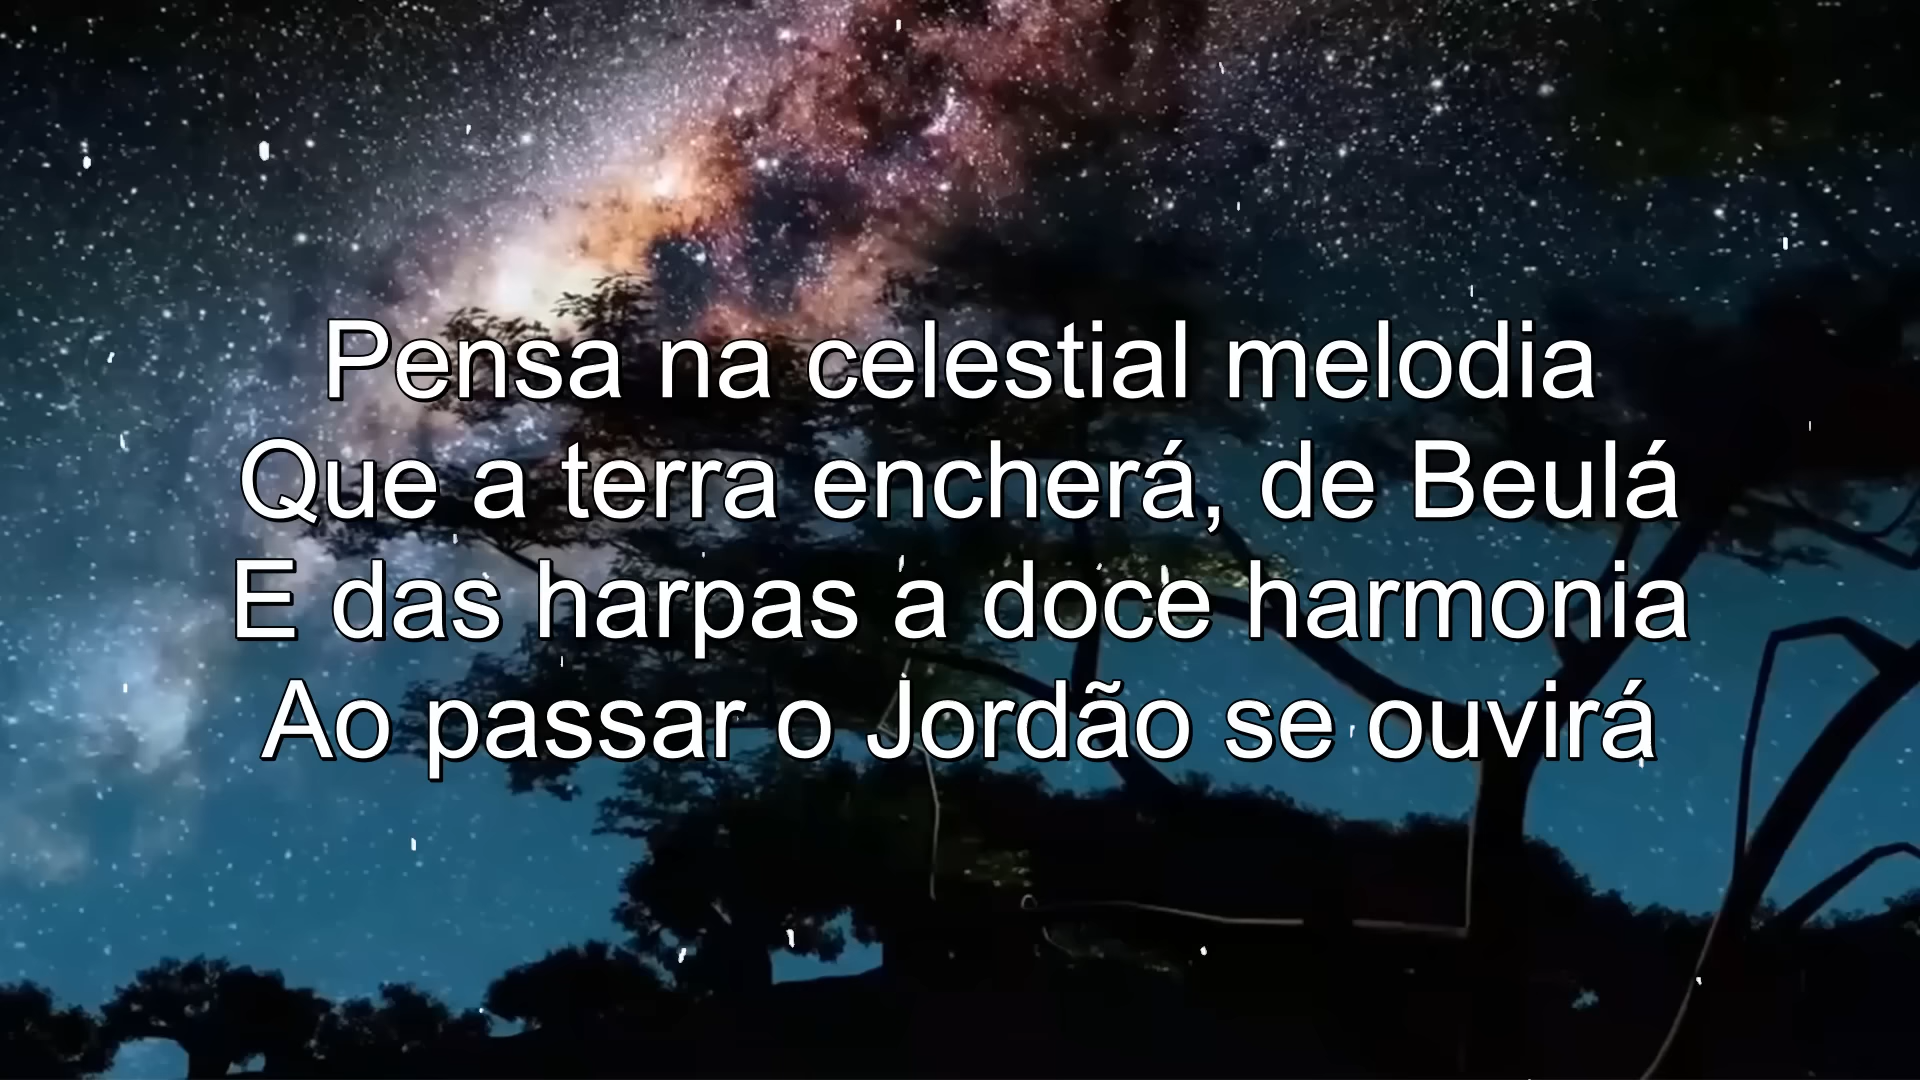 Pensa na celestial melodia
Que a terra encherá, de Beulá
E das harpas a doce harmonia
Ao passar o Jordão se ouvirá